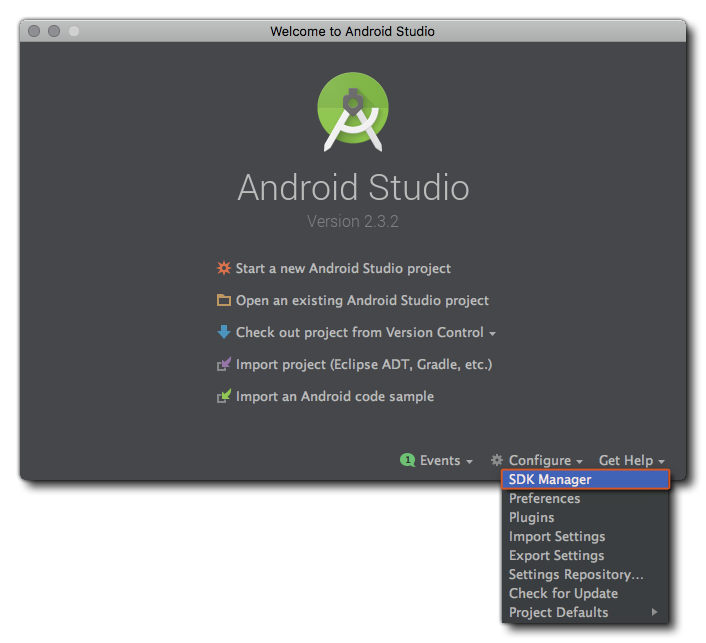 Welcome to Android Studio
Android Studio
Version 2.3.2
Start a new Android Studio project
Open an existing Android Studio project
Check out project from Version Control
Import project (Eclipse ADT, Gradle, etc.)
Import an Android code sample
1 Events Configure Get Help
SDK Manager
Preferences
Plugins
Import Settings
Export Settings
Settings Repository...
Check for Update
Project Defaults